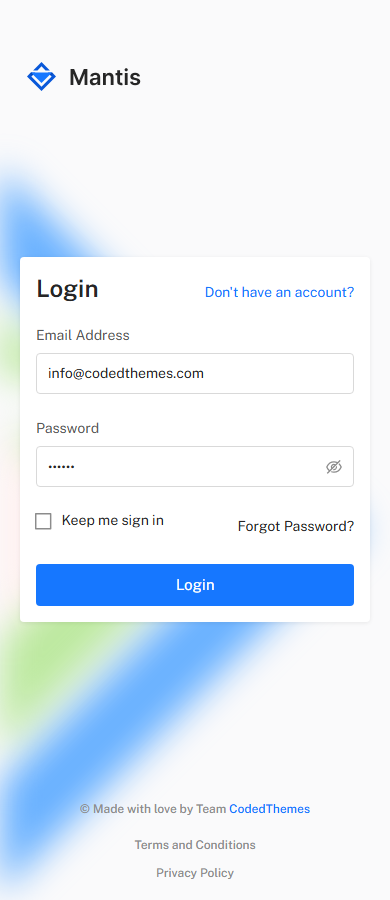 Mantis
Login
Don't have an account?
Email Address
info@codedthemes.com
Password
••••••
Keep me sign in
Forgot Password?
Login
© Made with love by Team CodedThemes
Terms and Conditions
Privacy Policy